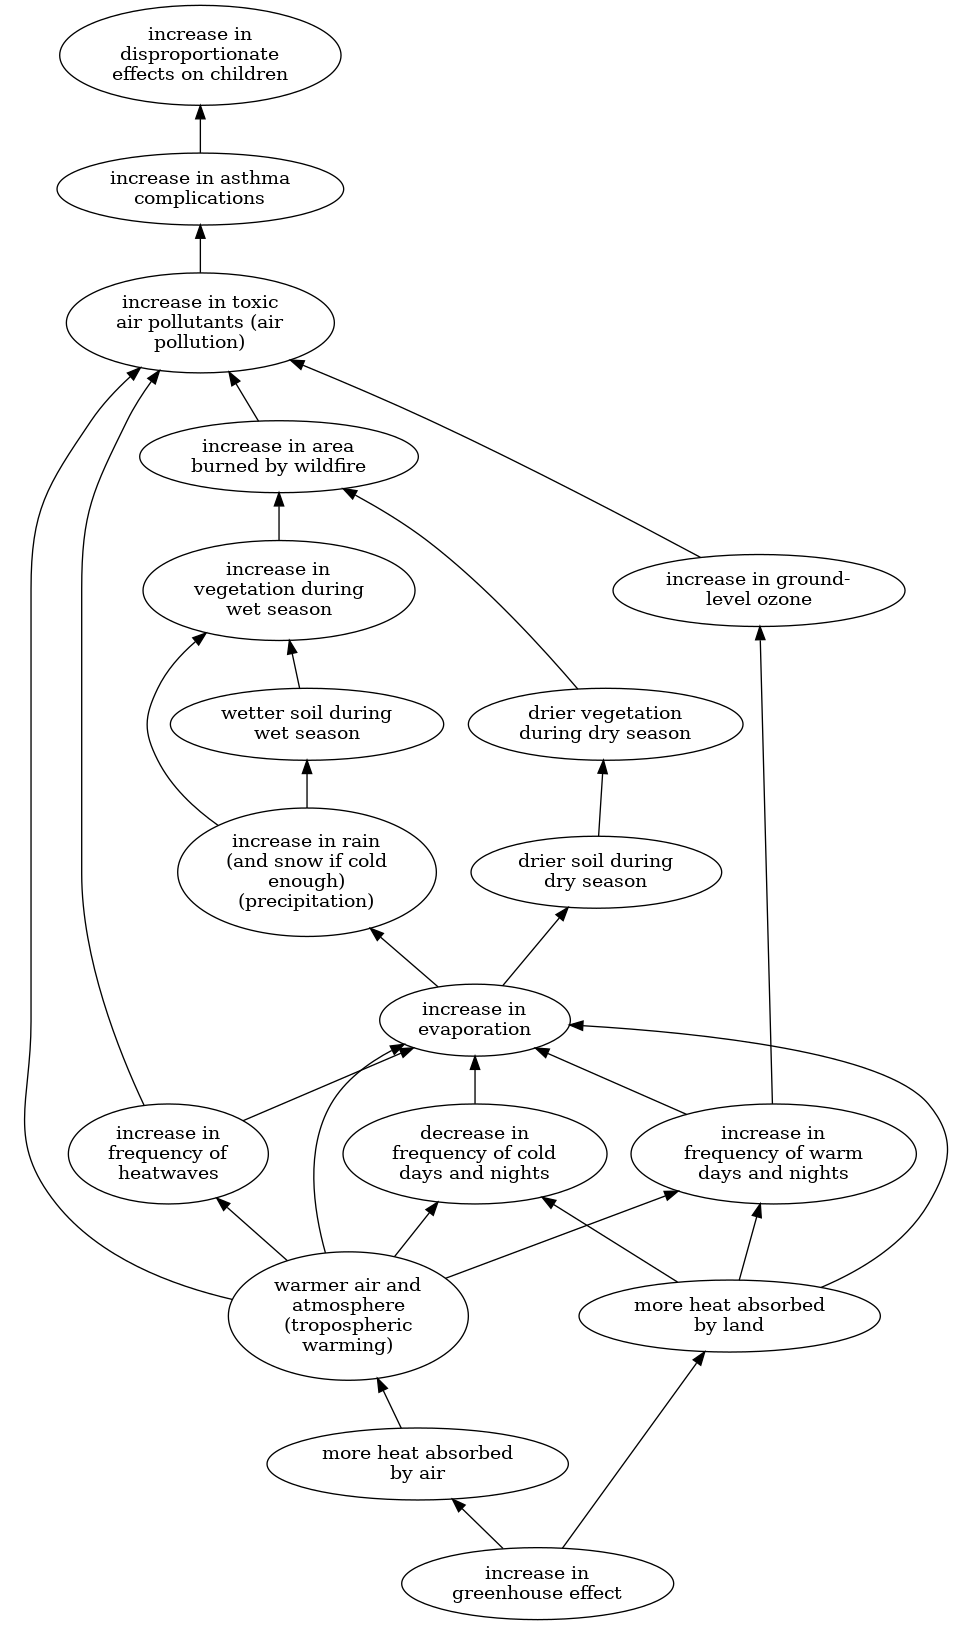 increase in
disproportionate
effects on children
increase in asthma
complications
increase in toxic
air pollutants (air
pollution)
increase in area
burned by wildfire
increase in
vegetation during
wet season
increase in ground-
level ozone
wetter soil during
wet season
drier vegetation
during dry season
increase in rain
(and snow if cold
enough)
(precipitation)
drier soil during
dry season
increase in
evaporation
increase in
frequency of
heatwaves
decrease in
frequency of cold
days and nights
increase in
frequency of warm
days and nights
warmer air and
atmosphere
(tropospheric
warming)
more heat absorbed
by land
more heat absorbed
by air
increase in
greenhouse effect